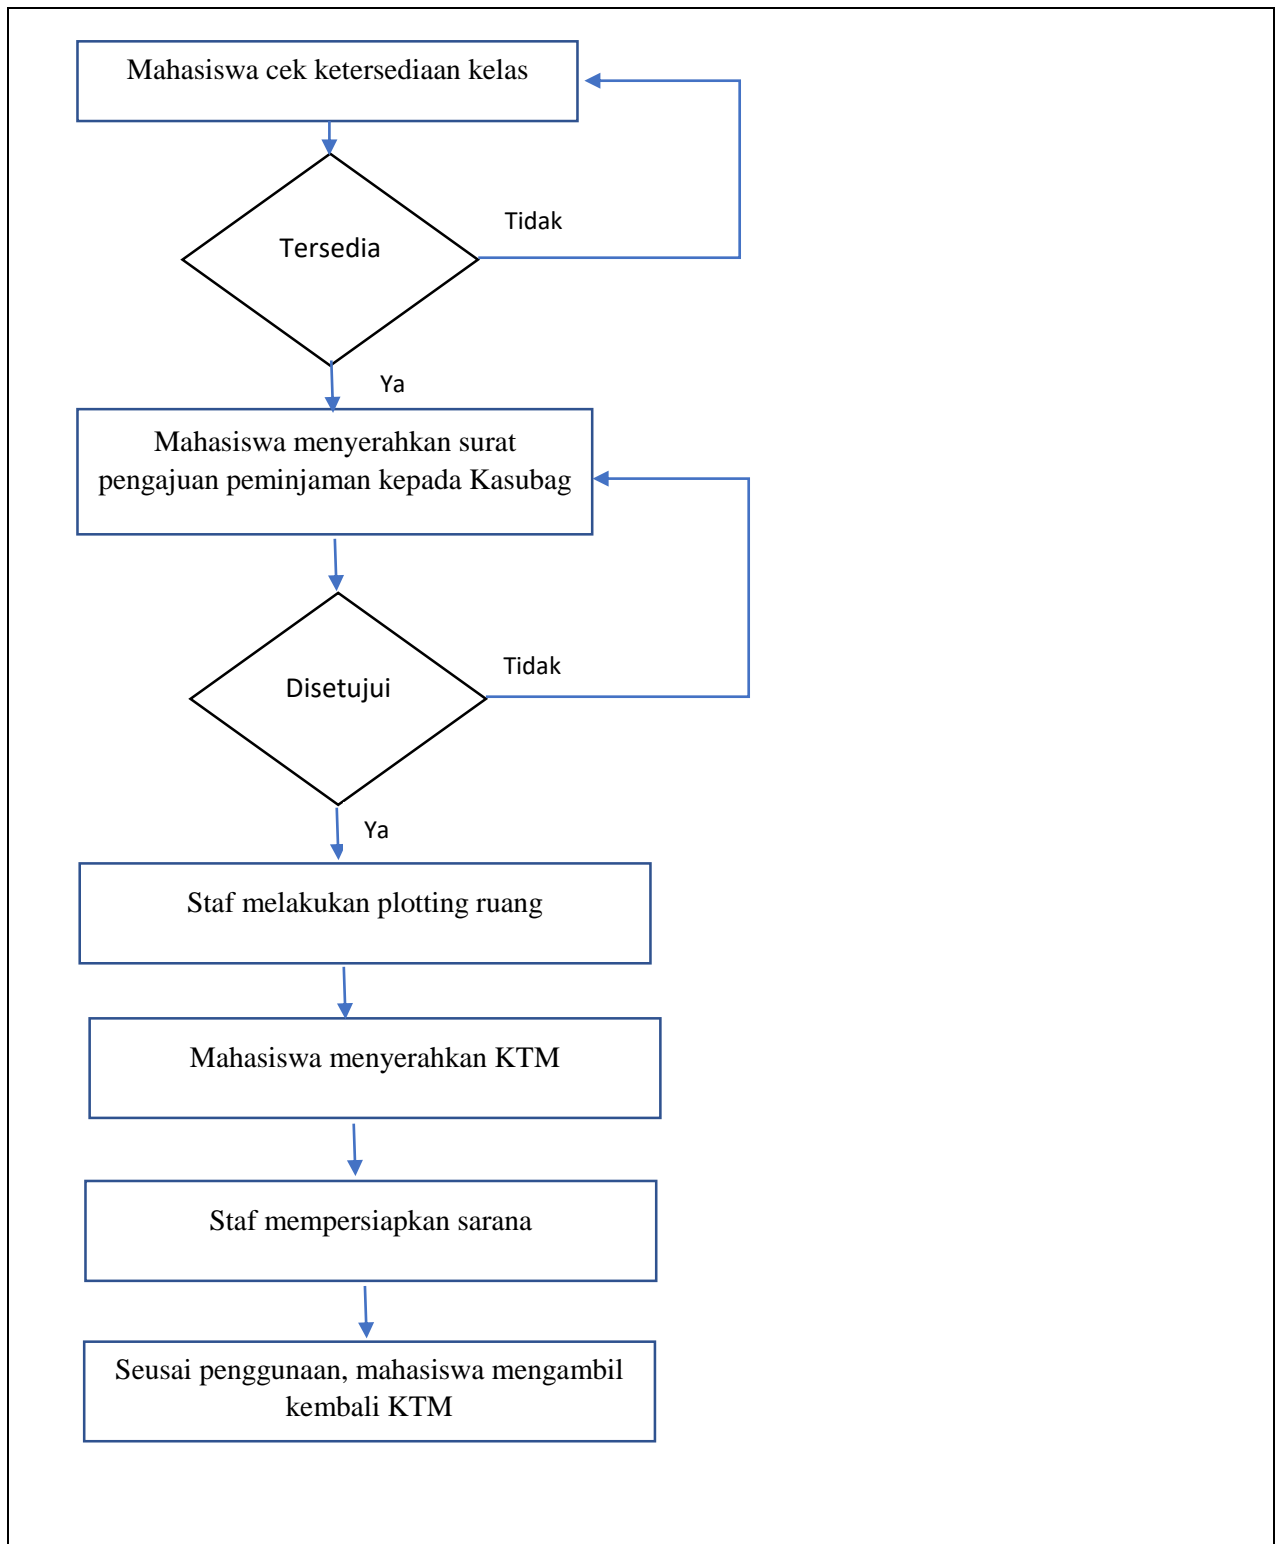 Mahasiswa cek ketersediaan kelas
Tersedia
Tidak
Ya
Mahasiswa menyerahkan surat
pengajuan peminjaman kepada Kasubag
Disetujui
Tidak
Ya
Staf melakukan plotting ruang
Mahasiswa menyerahkan KTM
Staf mempersiapkan sarana
Seusai penggunaan, mahasiswa mengambil
kembali KTM